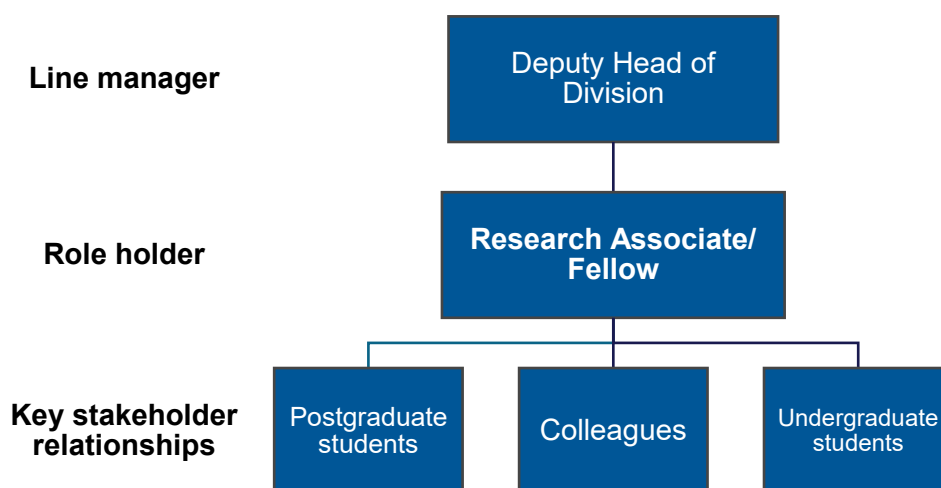 Line manager
Deputy Head of
Division
Role holder
Research Associate/
Fellow
Key stakeholder
relationships
Postgraduate
students
Colleagues
Undergraduate
students